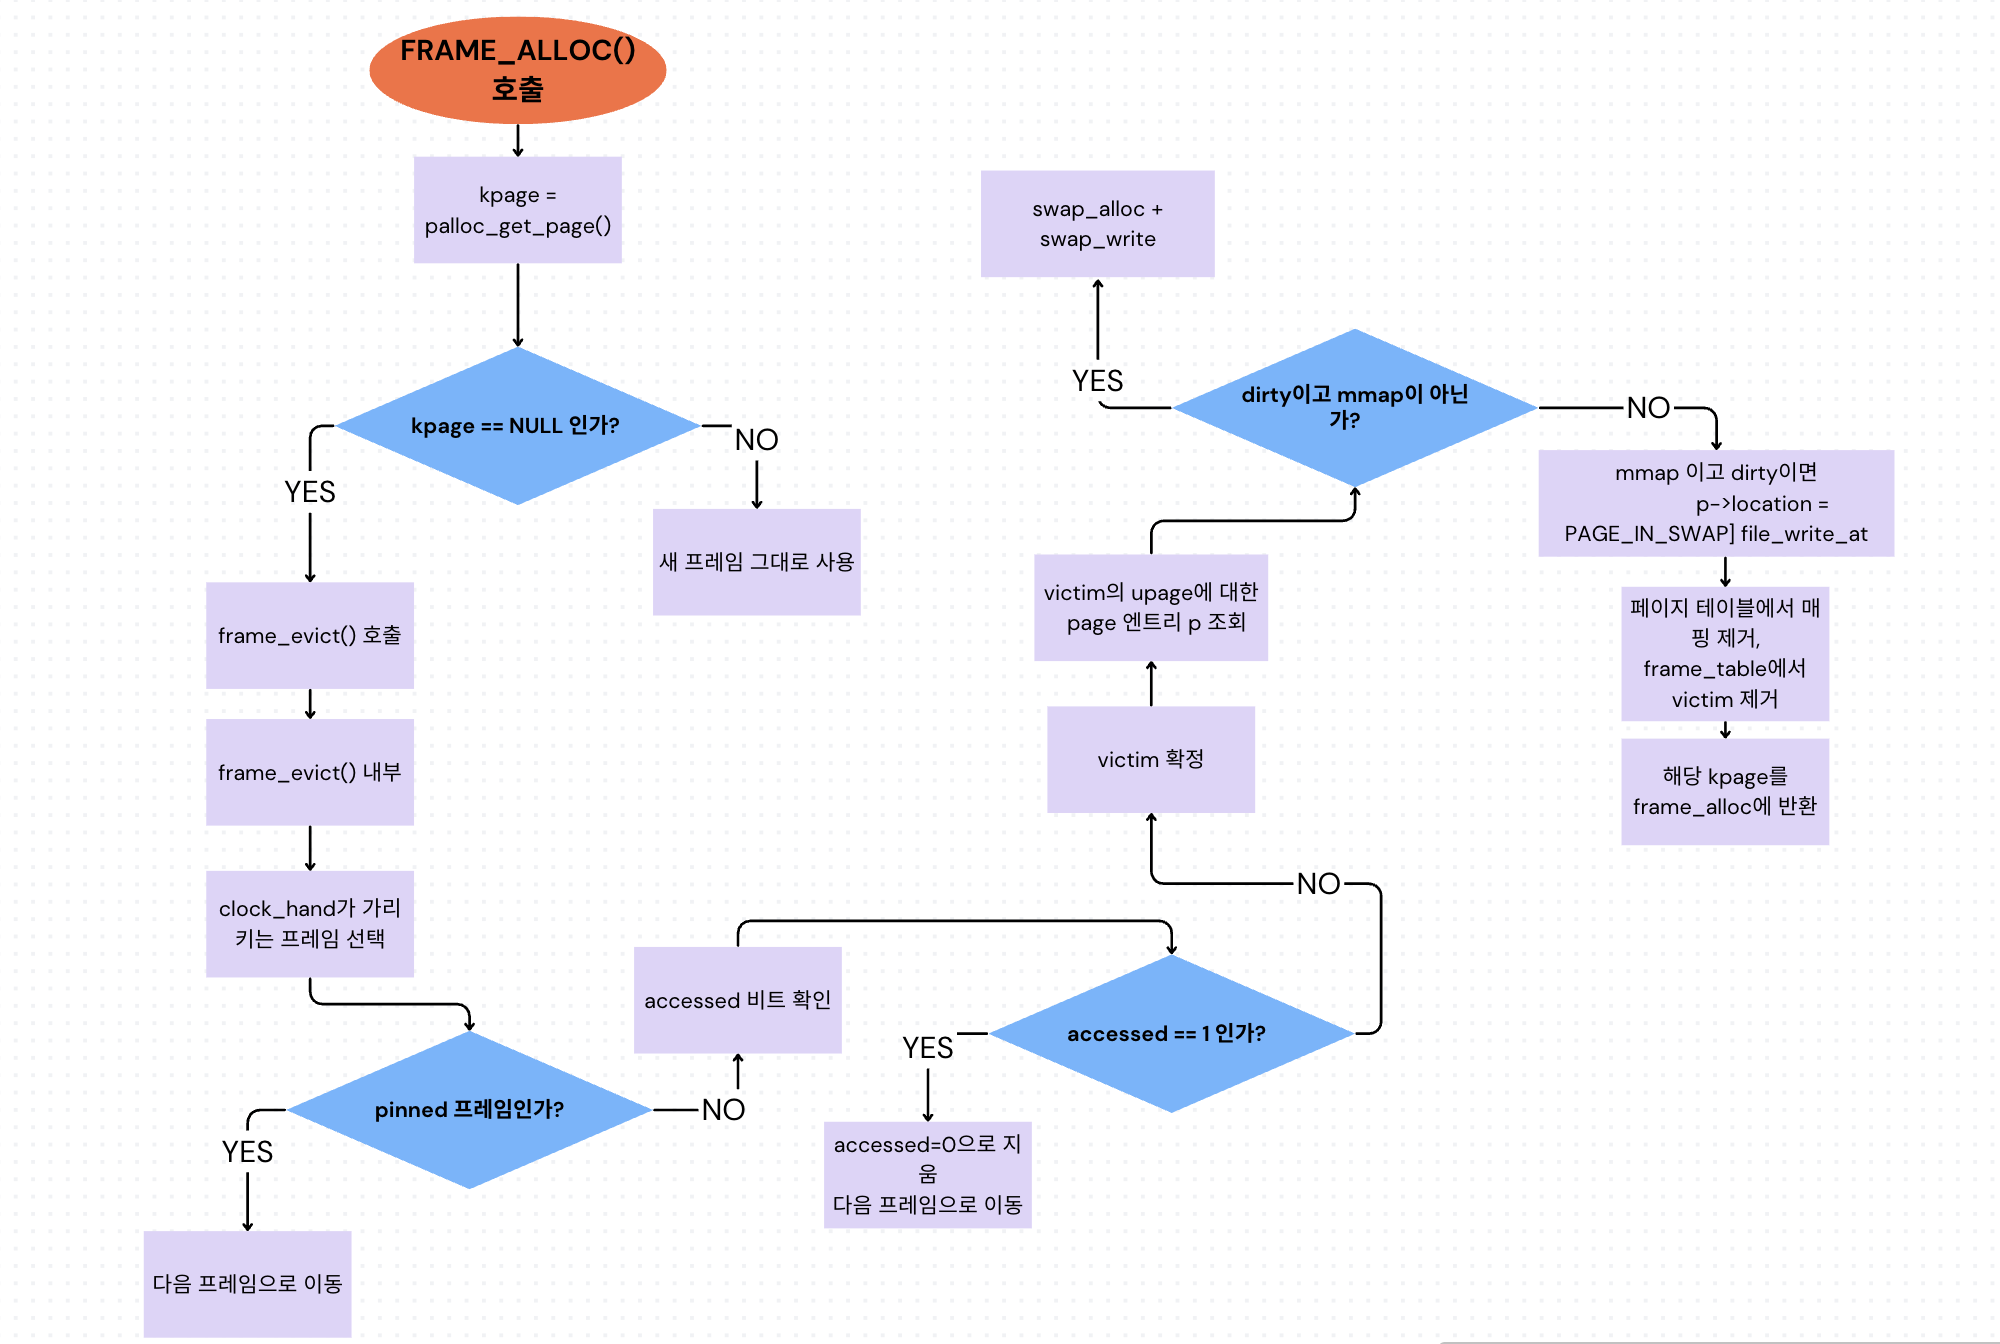 FRAME_ALLOC()
호출
kpage =
palloc_get_page()
kpage == NULL 인가?
YES
NO
새 프레임 그대로 사용
frame_evict() 호출
frame_evict() 내부
clock_hand가 가리
키는 프레임 선택
pinned 프레임인가?
YES
다음 프레임으로 이동
NO
accessed 비트 확인
accessed == 1 인가?
YES
accessed=0으로 지
움
다음 프레임으로 이동
NO
victim 확정
victim의 upage에 대한
page 엔트리 p 조회
dirty이고 mmap이 아닌
가?
YES
swap_alloc +
swap_write
NO
mmap 이고 dirty이면
p->location =
PAGE_IN_SWAP] file_write_at
페이지 테이블에서 매
핑 제거,
frame_table에서
victim 제거
해당 kpage를
frame_alloc에 반환